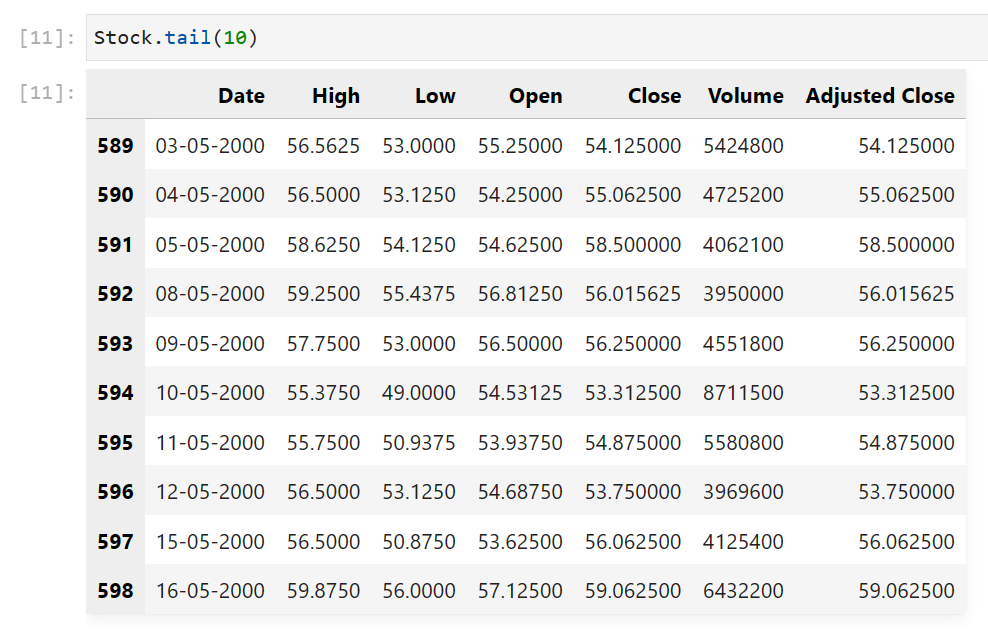 [11]: Stock.tail(10)
[11]: Date High Low Open Close Volume Adjusted Close
589 03-05-2000 56.5625 53.0000 55.25000 54.125000 5424800 54.125000
590 04-05-2000 56.5000 53.1250 54.25000 55.062500 4725200 55.062500
591 05-05-2000 58.6250 54.1250 54.62500 58.500000 4062100 58.500000
592 08-05-2000 59.2500 55.4375 56.81250 56.015625 3950000 56.015625
593 09-05-2000 57.7500 53.0000 56.50000 56.250000 4551800 56.250000
594 10-05-2000 55.3750 49.0000 54.53125 53.312500 8711500 53.312500
595 11-05-2000 55.7500 50.9375 53.93750 54.875000 5580800 54.875000
596 12-05-2000 56.5000 53.1250 54.68750 53.750000 3969600 53.750000
597 15-05-2000 56.5000 50.8750 53.62500 56.062500 4125400 56.062500
598 16-05-2000 59.8750 56.0000 57.12500 59.062500 6432200 59.062500